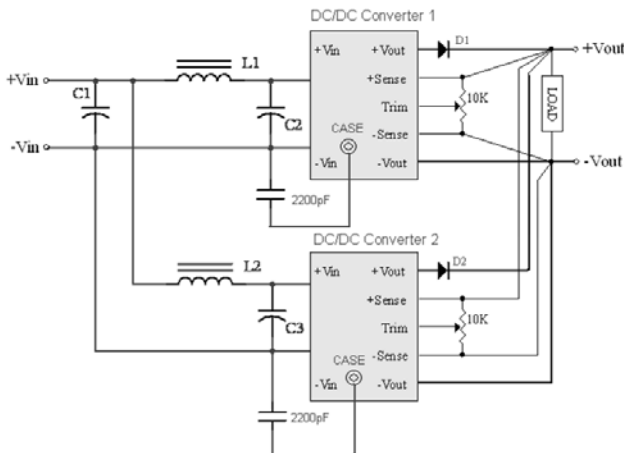 DC/DC Converter 1
+Vin
+Vout
D1
+Vout
+Vin
L1
+Sense
C1
10K
LOAD
Trim
C2
CASE
-Sense
-Vin
-Vin
-Vout
-Vout
2200pF
DC/DC Converter 2
+Vin
+Vout
D2
L2
+Sense
Trim
10K
C3
-Sense
CASE
-Vin
-Vout
2200pF